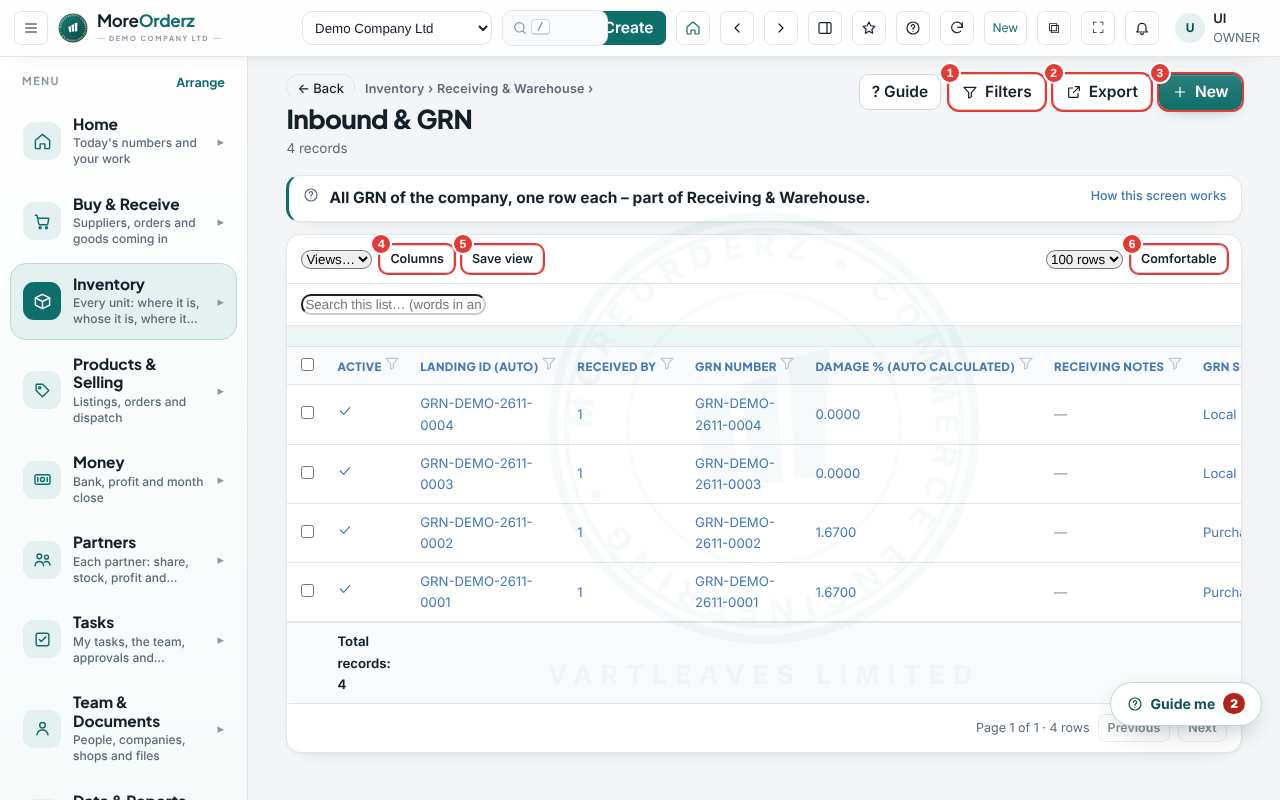 MoreOrderz
— DEMO COMPANY LTD —
Demo Company Ltd
/
Create
New
U
UI
OWNER
MENU
Arrange
Home
Today's numbers and
your work
Buy & Receive
Suppliers, orders and
goods coming in
Inventory
Every unit: where it is,
whose it is, where it…
Products &
Selling
Listings, orders and
dispatch
Money
Bank, profit and month
close
Partners
Each partner: share,
stock, profit and…
Tasks
My tasks, the team,
approvals and…
Team &
Documents
People, companies,
shops and files
Data & Reports
← Back
Inventory › Receiving & Warehouse ›
Inbound & GRN
4 records
? Guide
1
Filters
2
Export
3
+ New
All GRN of the company, one row each – part of Receiving & Warehouse.
How this screen works
Views…
4
Columns
5
Save view
100 rows
6
Comfortable
Search this list… (words in an
ACTIVE LANDING ID (AUTO) RECEIVED BY GRN NUMBER DAMAGE % (AUTO CALCULATED) RECEIVING NOTES GRN S
GRN-DEMO-2611-
0004
1
GRN-DEMO-
2611-0004
0.0000
—
Local
GRN-DEMO-2611-
0003
1
GRN-DEMO-
2611-0003
0.0000
—
Local
GRN-DEMO-2611-
0002
1
GRN-DEMO-
2611-0002
1.6700
—
Purcha
GRN-DEMO-2611-
0001
1
GRN-DEMO-
2611-0001
1.6700
—
Purcha
Total
records:
4
MOREORDERZ • COMMERCE ENGINE RING •
VARTLEAVES LIMITED
Page 1 of 1 · 4 rows
Previous
Next
Guide me 2